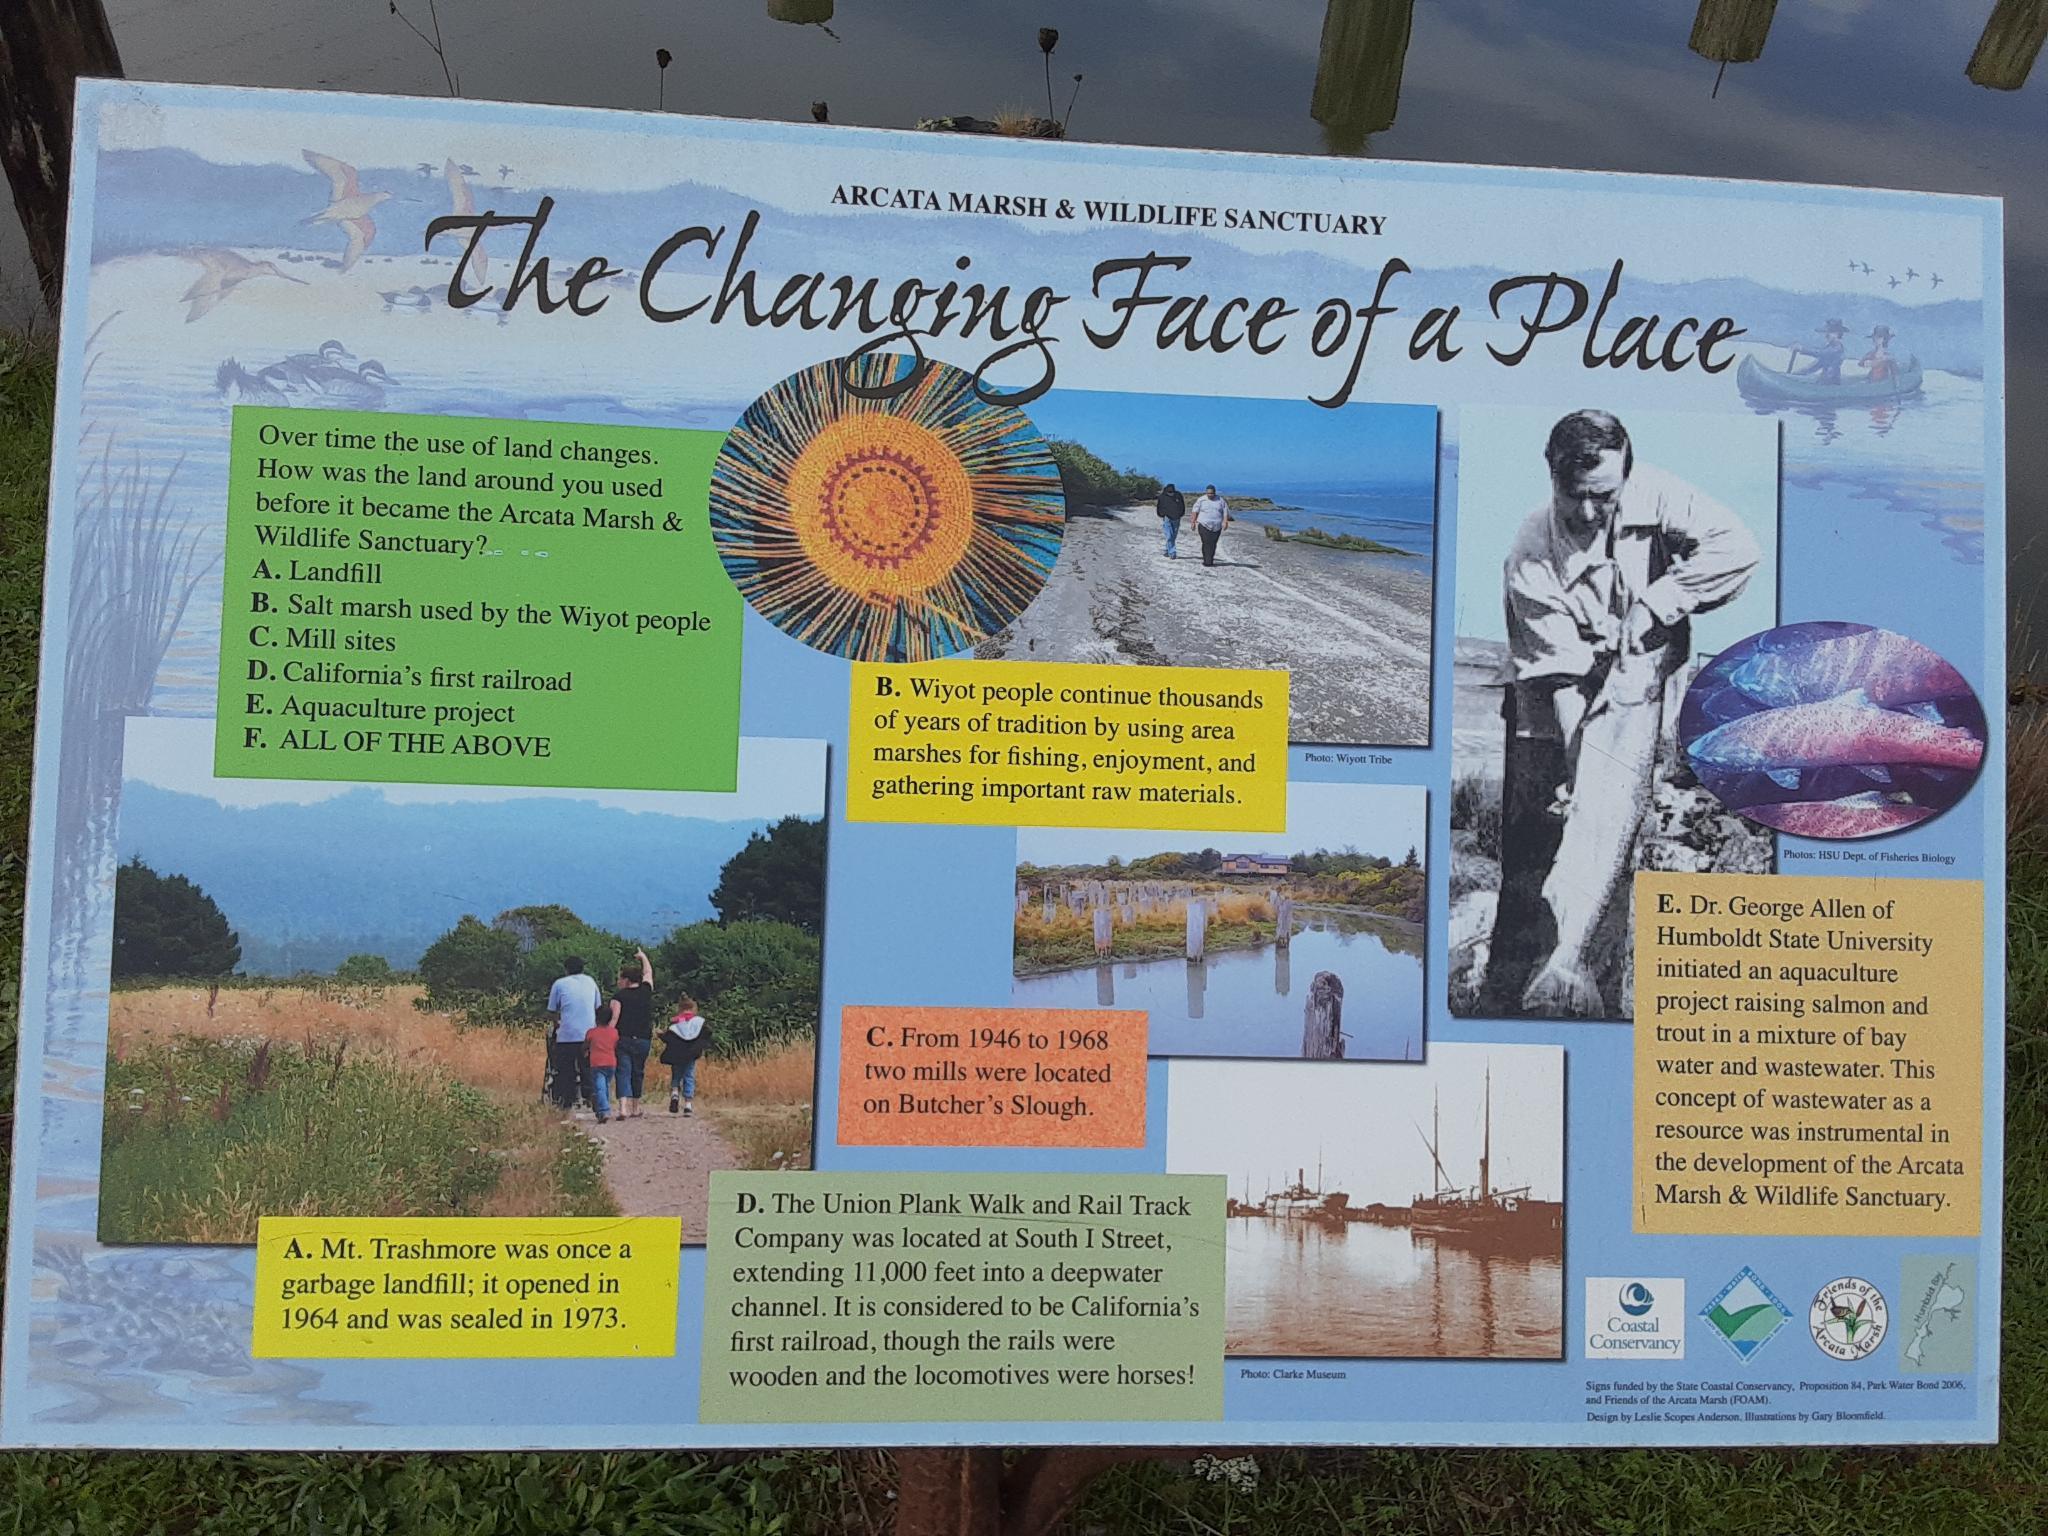 ARCATA MARSH & WILDLIFE SANCTUARY
The Changing Face of a Place
Over time the use of land changes.
How was the land around you used
before it became the Arcata Marsh &
Wildlife Sanctuary?
A. Landfill
B. Salt marsh used by the Wiyot people
C. Mill sites
D. California's first railroad
E. Aquaculture project
F. ALL OF THE ABOVE
B. Wiyot people continue thousands
of years of tradition by using area
marshes for fishing, enjoyment, and
gathering important raw materials.
Photo: Wiyott Tribe
Photos: HSU Dept. of Fisheries Biology
E. Dr. George Allen of
Humboldt State University
initiated an aquaculture
project raising salmon and
trout in a mixture of bay
water and wastewater. This
concept of wastewater as a
resource was instrumental in
the development of the Arcata
Marsh & Wildlife Sanctuary.
C. From 1946 to 1968
two mills were located
on Butcher's Slough.
A. Mt. Trashmore was once a
garbage landfill; it opened in
1964 and was sealed in 1973.
D. The Union Plank Walk and Rail Track
Company was located at South I Street,
extending 11,000 feet into a deepwater
channel. It is considered to be California's
first railroad, though the rails were
wooden and the locomotives were horses!
Photo: Clarke Museum
Coastal
Conservancy
Friends of the
Arcata Marsh
Humboldt Bay
Signs funded by the State Coastal Conservancy, Proposition 84, Park Water Bond 2006,
and Friends of the Arcata Marsh (FOAM).
Design by Leslie Scopes Anderson. Illustrations by Gary Bloomfield.